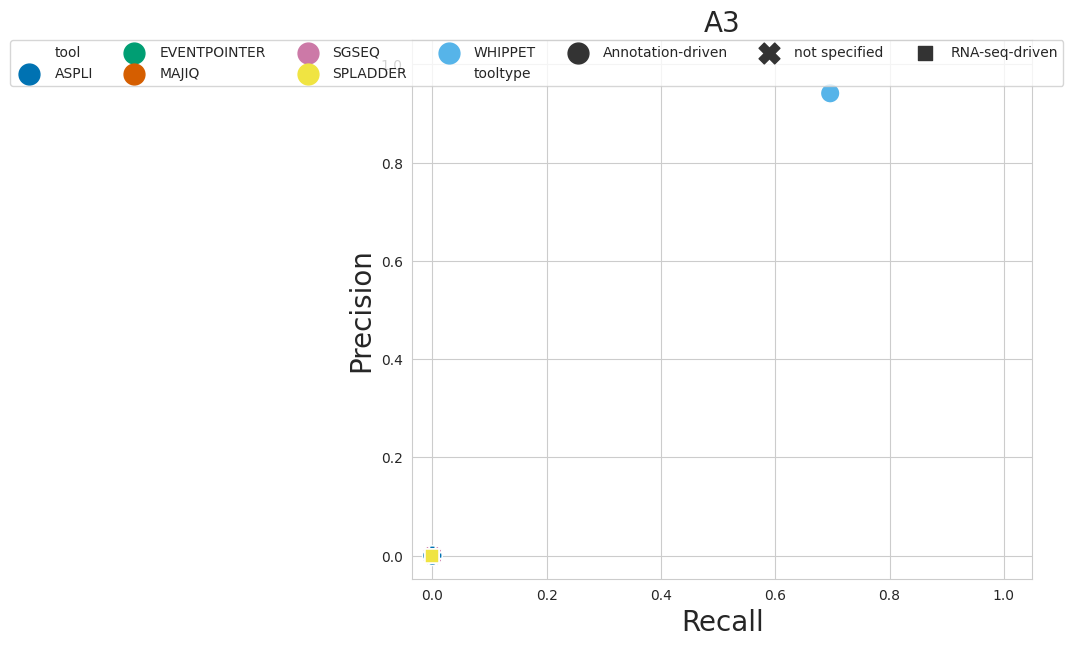 A3
tool EVENTPOINTER SGSEQ WHIPPET Annotation-driven not specified RNA-seq-driven
ASPLI MAJIQ SPLADDER tooltype
1.0
0.8
0.6
0.4
0.2
0.0
Precision
0.0 0.2 0.4 0.6 0.8 1.0
Recall